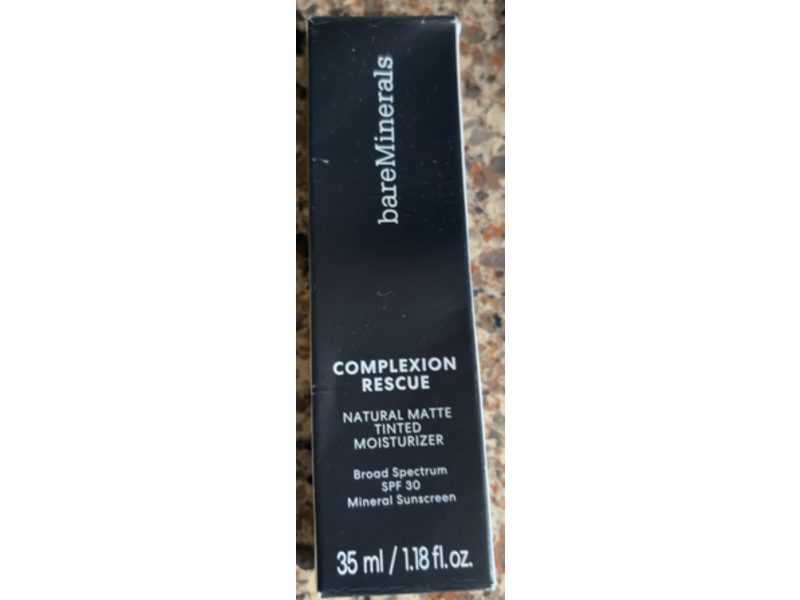 bareMinerals
COMPLEXION
RESCUE
NATURAL MATTE
TINTED
MOISTURIZER
Broad Spectrum
SPF 30
Mineral Sunscreen
35 ml / 1.18 fl. oz.